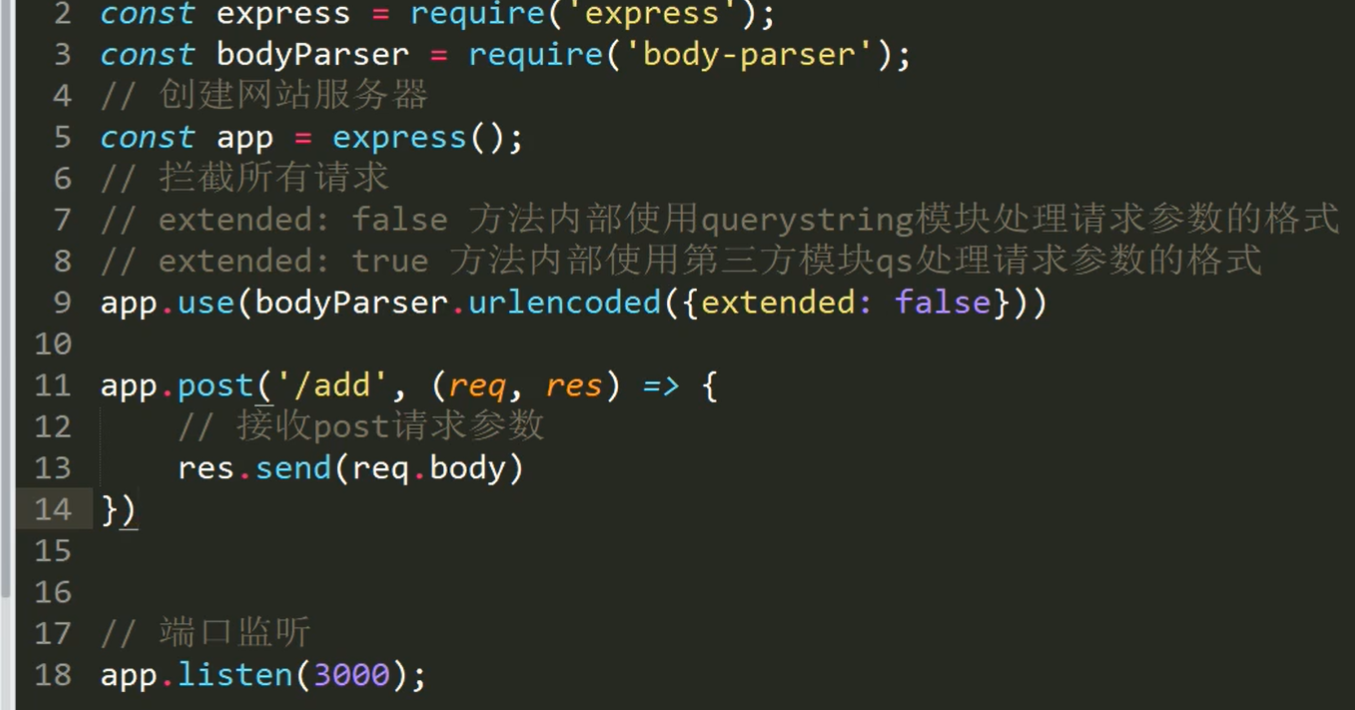 2 const express = require('express');
3 const bodyParser = require('body-parser');
4 // 创建网站服务器
5 const app = express();
6 // 拦截所有请求
7 // extended: false 方法内部使用querystring模块处理请求参数的格式
8 // extended: true 方法内部使用第三方模块qs处理请求参数的格式
9 app.use(bodyParser.urlencoded({extended: false}))
10
11 app.post('/add', (req, res) => {
12     // 接收post请求参数
13     res.send(req.body)
14 })
15
16
17 // 端口监听
18 app.listen(3000);